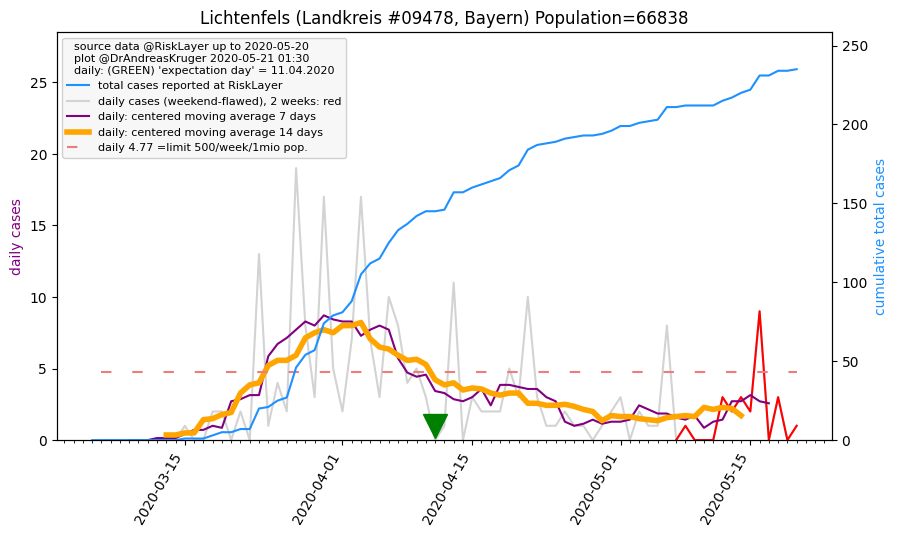 Lichtenfels (Landkreis #09478, Bayern) Population=66838
source data @RiskLayer up to 2020-05-20
plot @DrAndreasKruger 2020-05-21 01:30
daily: (GREEN) 'expectation day' = 11.04.2020
total cases reported at RiskLayer
daily cases (weekend-flawed), 2 weeks: red
daily: centered moving average 7 days
daily: centered moving average 14 days
daily 4.77 =limit 500/week/1mio pop.
daily cases
25
20
15
10
5
0
cumulative total cases
250
200
150
100
50
0
2020-03-15
2020-04-01
2020-04-15
2020-05-01
2020-05-15